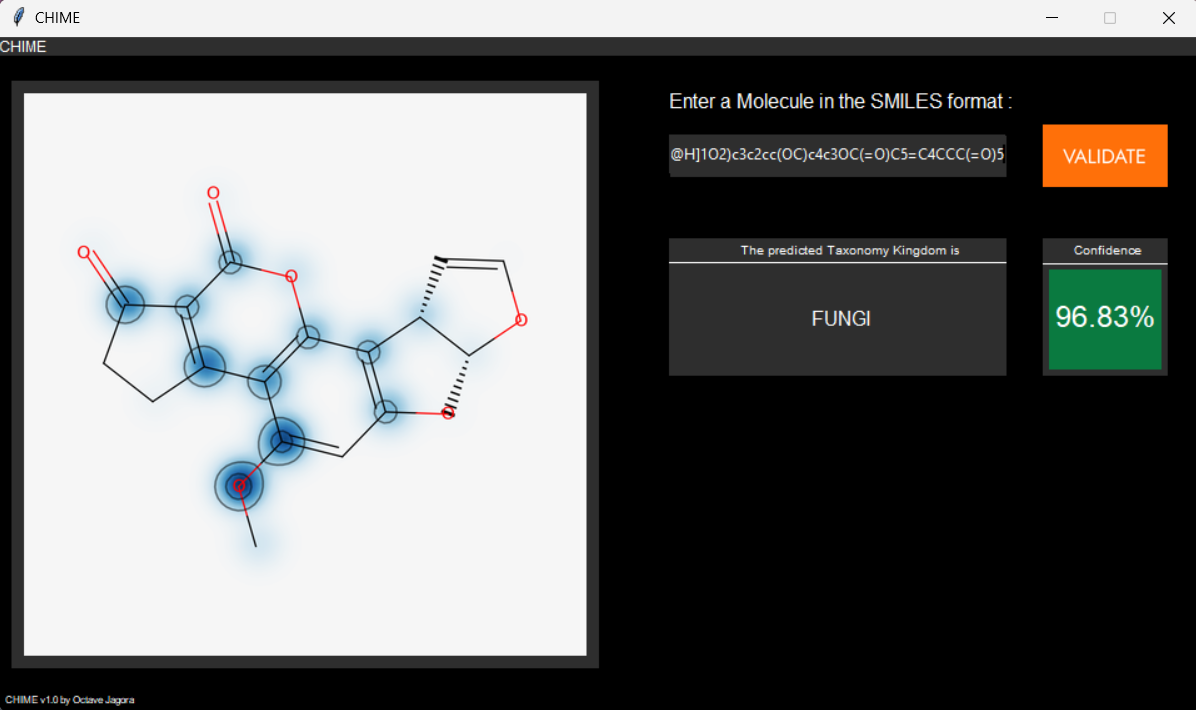 CHIME
CHIME
Enter a Molecule in the SMILES format :
@H]1O2)c3c2cc(OC)c4c3OC(=O)C5=C4CCC(=O)5
VALIDATE
The predicted Taxonomy Kingdom is
Confidence
FUNGI
96.83%
O
O
O
O
O
O
CHIME v1.0 by Octave Jagora